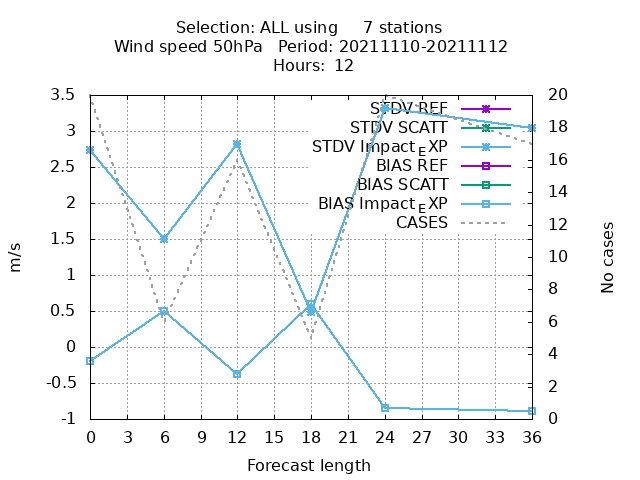 Selection: ALL using 7 stations
Wind speed 50hPa Period: 20211110-20211112
Hours: 12
3.5
3
2.5
2
1.5
1
0.5
0
-0.5
-1
m/s
STDV REF
STDV SCATT
STDV Impact_EXP
BIAS REF
BIAS SCATT
BIAS Impact_EXP
CASES
20
18
16
14
12
10
8
6
4
2
0
No cases
0 3 6 9 12 15 18 21 24 27 30 33 36
Forecast length